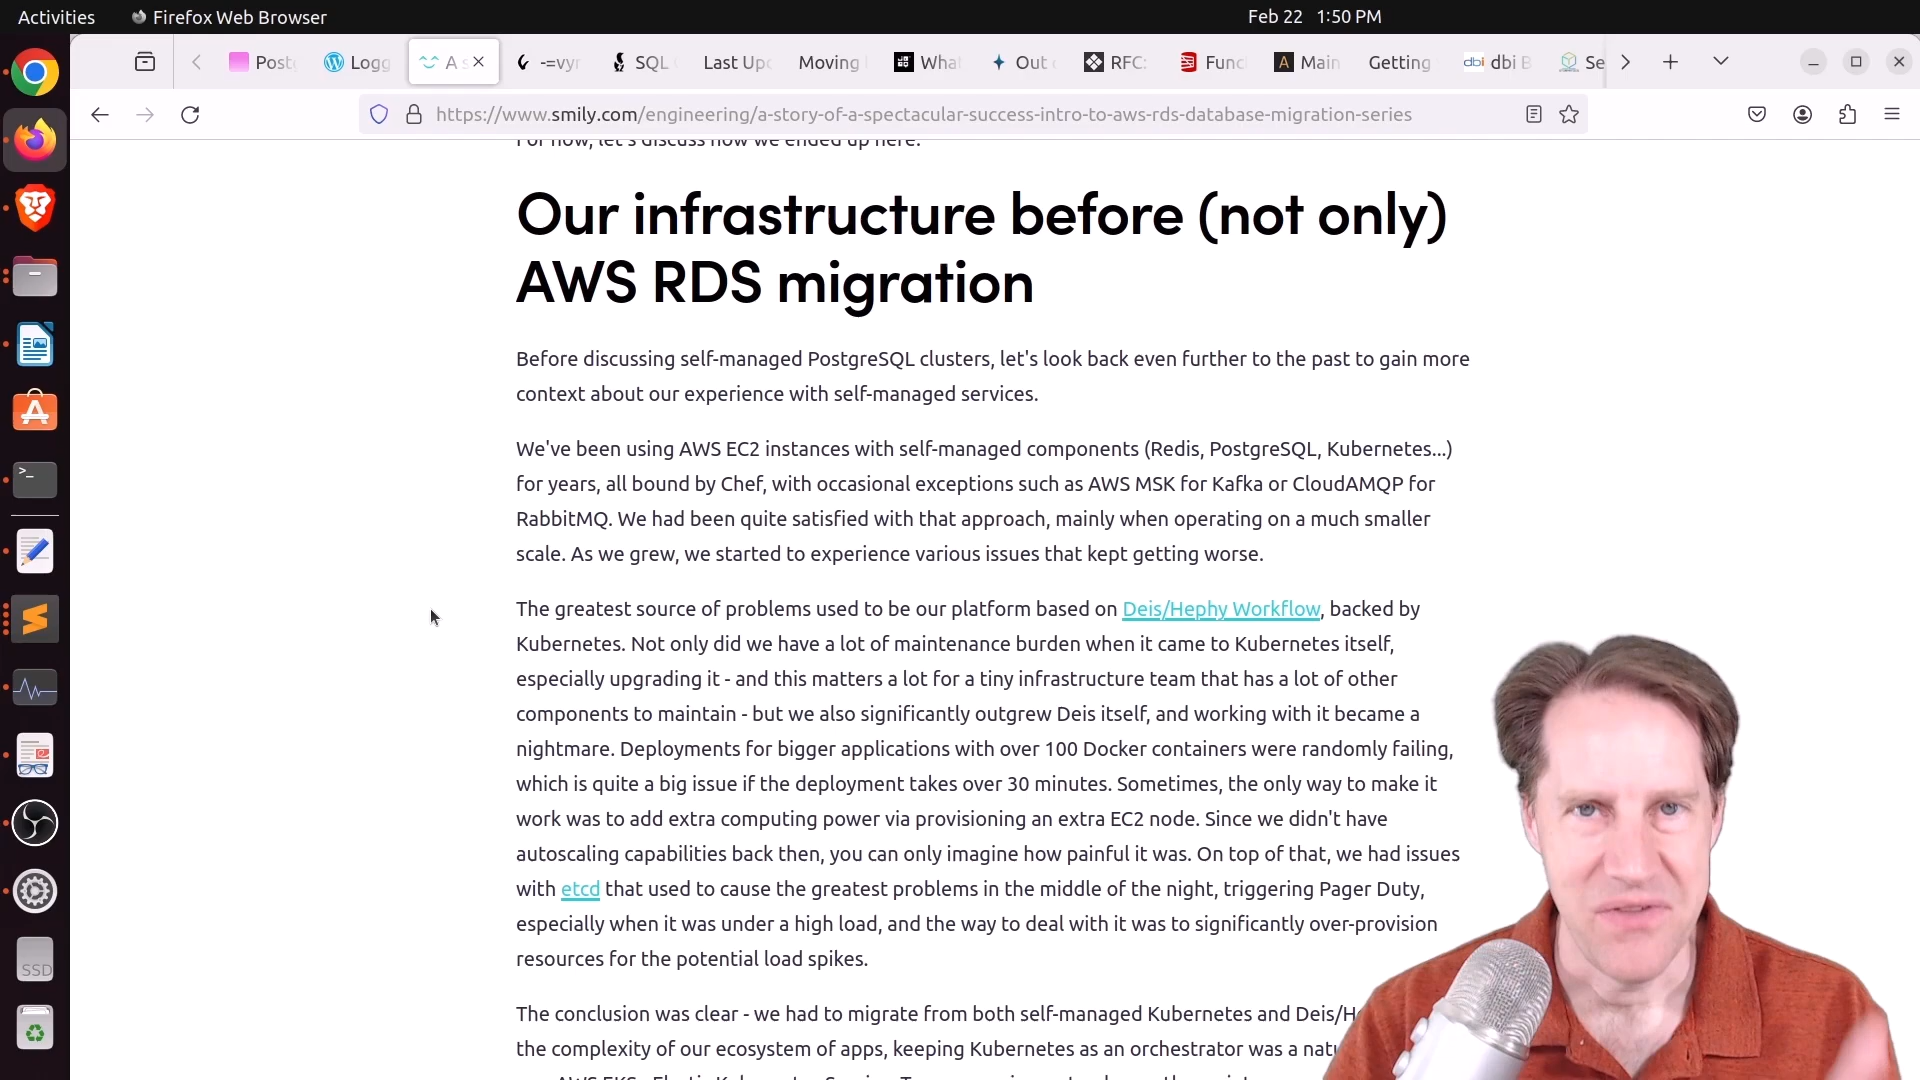 Activities
Firefox Web Browser
Feb 22 1:50 PM
Postg
Logg
A s
-=vyr
SQL
Last Upd
Moving
What
Out
RFC:
Func
Main
Getting
dbi dbi B
Se
https://www.smily.com/engineering/a-story-of-a-spectacular-success-intro-to-aws-rds-database-migration-series
For now, let's discuss how we ended up here.
Our infrastructure before (not only)
AWS RDS migration
Before discussing self-managed PostgreSQL clusters, let's look back even further to the past to gain more
context about our experience with self-managed services.
We've been using AWS EC2 instances with self-managed components (Redis, PostgreSQL, Kubernetes...)
for years, all bound by Chef, with occasional exceptions such as AWS MSK for Kafka or CloudAMQP for
RabbitMQ. We had been quite satisfied with that approach, mainly when operating on a much smaller
scale. As we grew, we started to experience various issues that kept getting worse.
The greatest source of problems used to be our platform based on Deis/Hephy Workflow, backed by
Kubernetes. Not only did we have a lot of maintenance burden when it came to Kubernetes itself,
especially upgrading it - and this matters a lot for a tiny infrastructure team that has a lot of other
components to maintain - but we also significantly outgrew Deis itself, and working with it became a
nightmare. Deployments for bigger applications with over 100 Docker containers were randomly failing,
which is quite a big issue if the deployment takes over 30 minutes. Sometimes, the only way to make it
work was to add extra computing power via provisioning an extra EC2 node. Since we didn't have
autoscaling capabilities back then, you can only imagine how painful it was. On top of that, we had issues
with etcd that used to cause the greatest problems in the middle of the night, triggering Pager Duty,
especially when it was under a high load, and the way to deal with it was to significantly over-provision
resources for the potential load spikes.
The conclusion was clear - we had to migrate from both self-managed Kubernetes and Deis/He
the complexity of our ecosystem of apps, keeping Kubernetes as an orchestrator was a natu
SSD